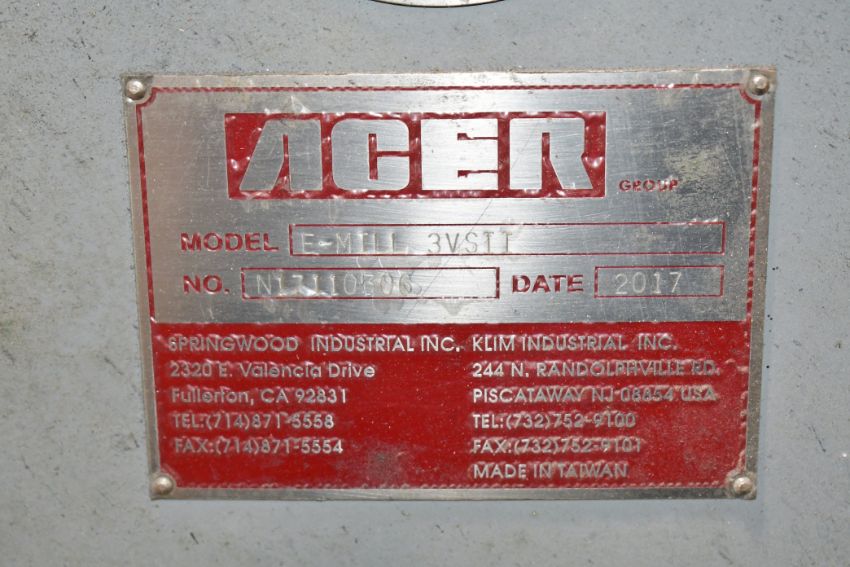 ACER GROUP
MODEL E-MILL 3VSII
NO. N17110306 DATE 2017
SPRINGWOOD INDUSTRIAL INC.
2320 E. Valencia Drive
Fullerton, CA 92831
TEL:(714)871-5558
FAX:(714)871-5554
KLIM INDUSTRIAL INC.
244 N. RANDOLPHVILLE RD.
PISCATAWAY NJ 08854 USA
TEL:(732)752-9100
FAX:(732)752-9101
MADE IN TAIWAN